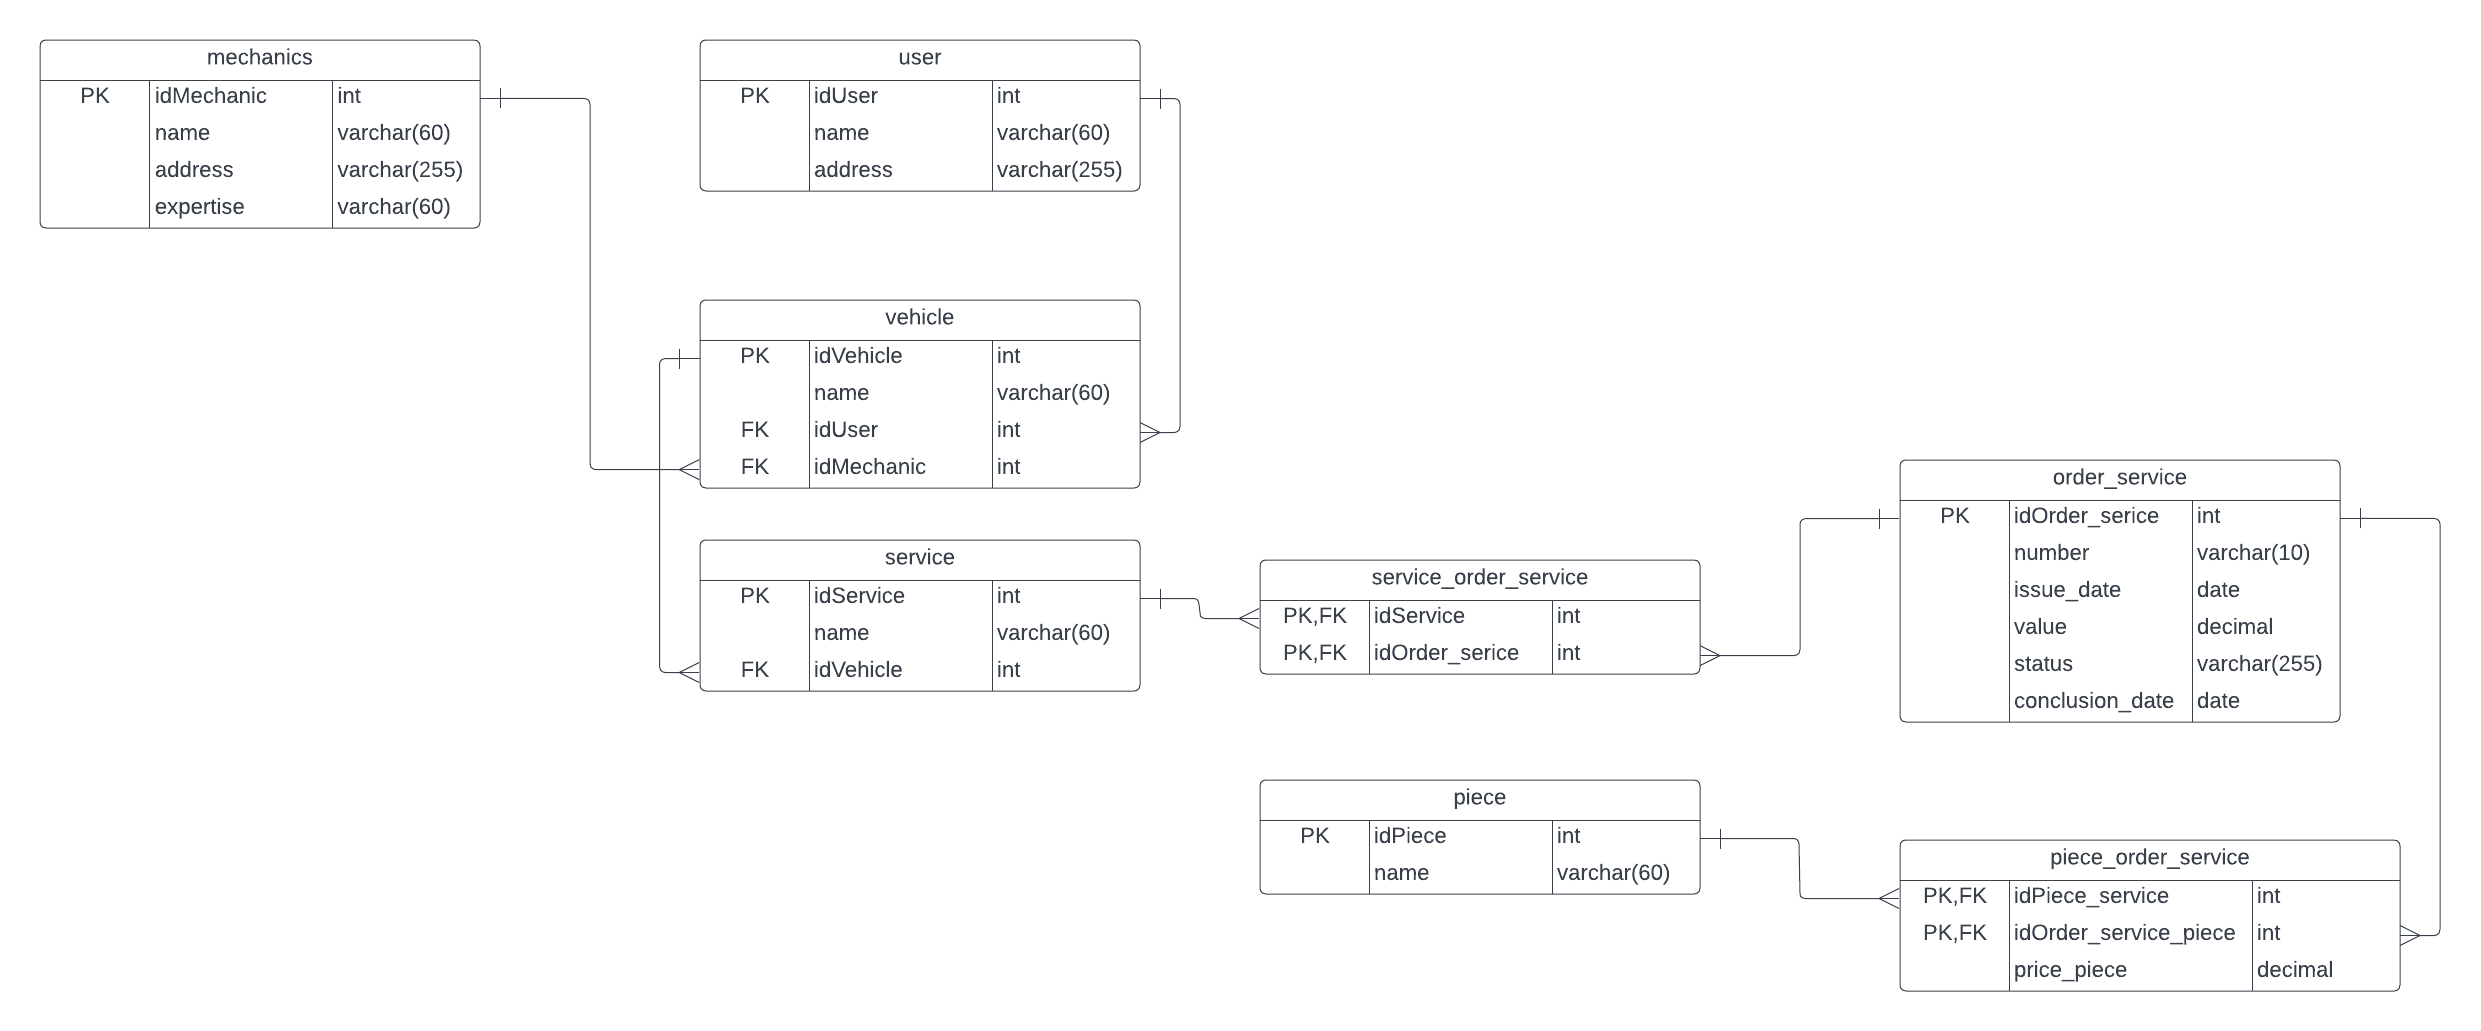 mechanics
PK idMechanic int
name varchar(60)
address varchar(255)
expertise varchar(60)
user
PK idUser int
name varchar(60)
address varchar(255)
vehicle
PK idVehicle int
name varchar(60)
FK idUser int
FK idMechanic int
service
PK idService int
name varchar(60)
FK idVehicle int
service_order_service
PK,FK idService int
PK,FK idOrder_serice int
order_service
PK idOrder_serice int
number varchar(10)
issue_date date
value decimal
status varchar(255)
conclusion_date date
piece
PK idPiece int
name varchar(60)
piece_order_service
PK,FK idPiece_service int
PK,FK idOrder_service_piece int
price_piece decimal